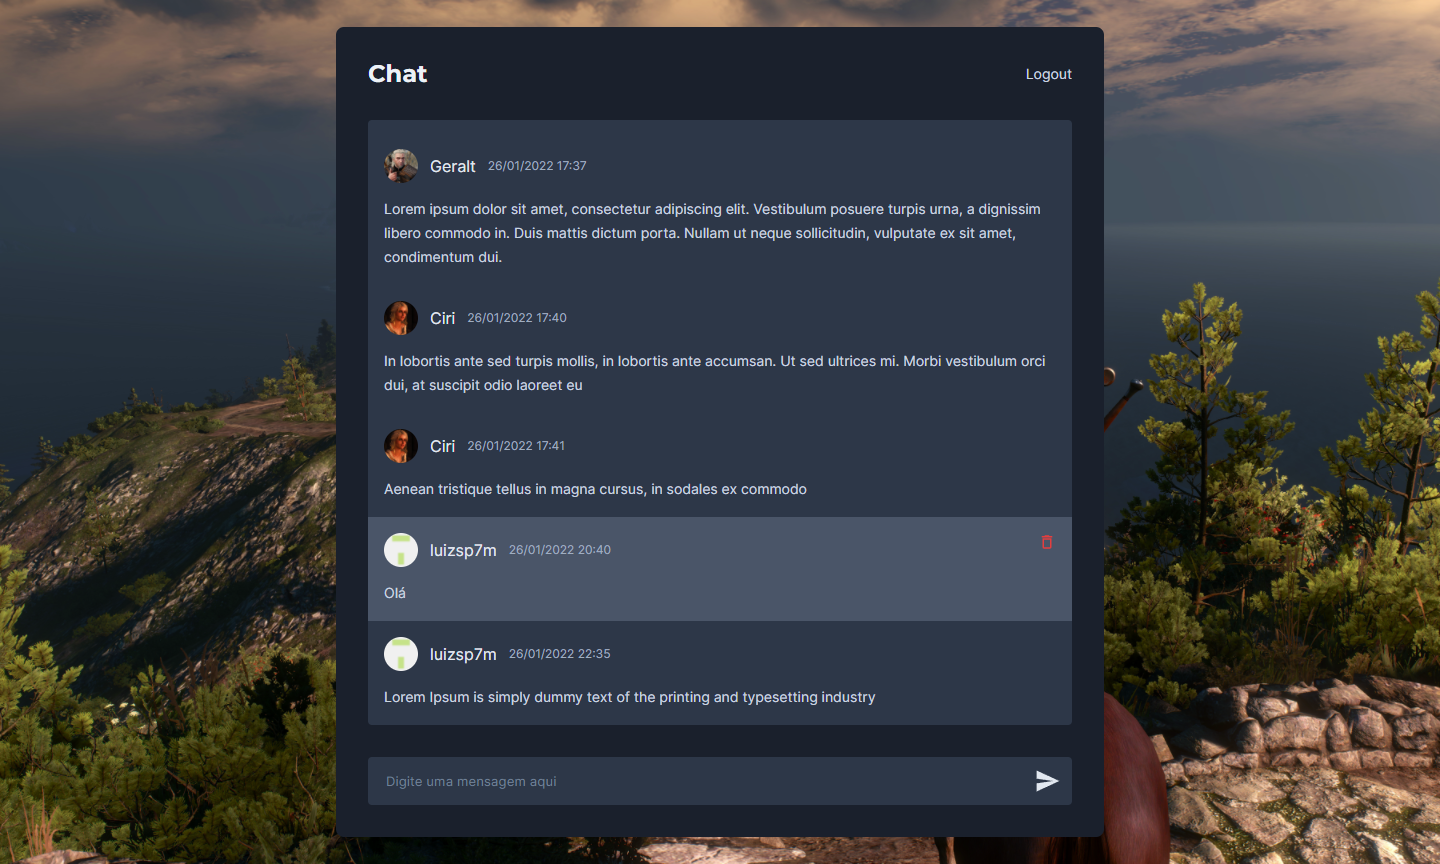 Chat
Logout
Geralt 26/01/2022 17:37
Lorem ipsum dolor sit amet, consectetur adipiscing elit. Vestibulum posuere turpis urna, a dignissim
libero commodo in. Duis mattis dictum porta. Nullam ut neque sollicitudin, vulputate ex sit amet,
condimentum dui.
Ciri 26/01/2022 17:40
In lobortis ante sed turpis mollis, in lobortis ante accumsan. Ut sed ultrices mi. Morbi vestibulum orci
dui, at suscipit odio laoreet eu
Ciri 26/01/2022 17:41
Aenean tristique tellus in magna cursus, in sodales ex commodo
luizsp7m 26/01/2022 20:40
Olá
luizsp7m 26/01/2022 22:35
Lorem Ipsum is simply dummy text of the printing and typesetting industry
Digite uma mensagem aqui